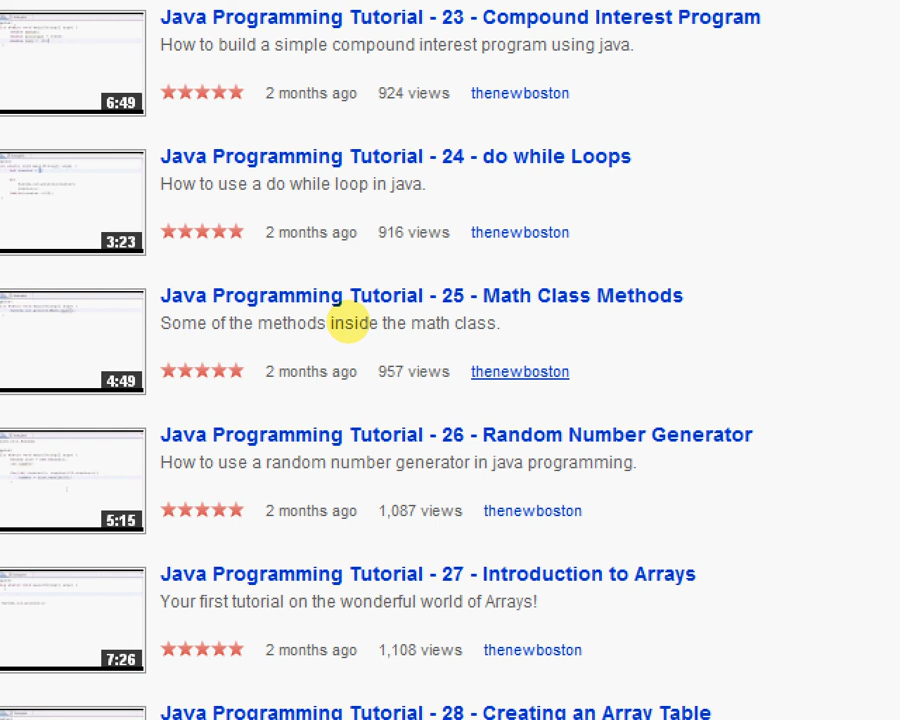 Java Programming Tutorial - 23 - Compound Interest Program
How to build a simple compound interest program using java.
6:49
2 months ago 924 views thenewboston
Java Programming Tutorial - 24 - do while Loops
How to use a do while loop in java.
3:23
2 months ago 916 views thenewboston
Java Programming Tutorial - 25 - Math Class Methods
Some of the methods inside the math class.
4:49
2 months ago 957 views thenewboston
Java Programming Tutorial - 26 - Random Number Generator
How to use a random number generator in java programming.
5:15
2 months ago 1,087 views thenewboston
Java Programming Tutorial - 27 - Introduction to Arrays
Your first tutorial on the wonderful world of Arrays!
7:26
2 months ago 1,108 views thenewboston
Java Programming Tutorial - 28 - Creating an Array Table